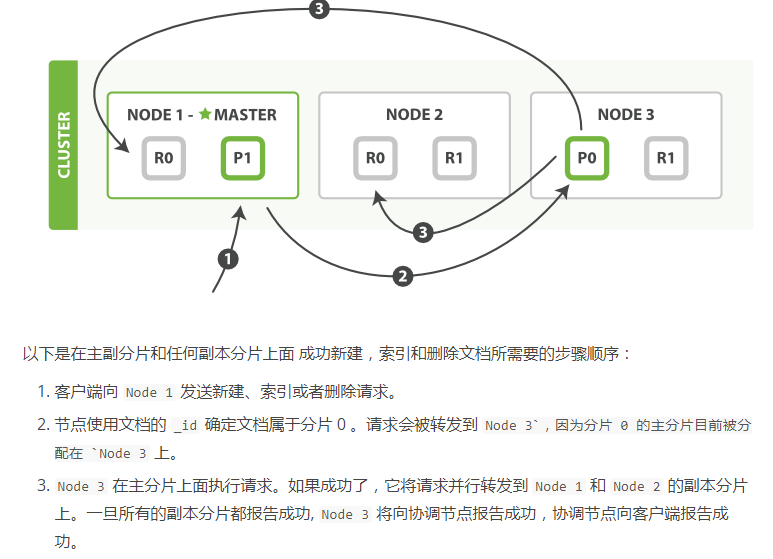 3
CLUSTER
NODE 1 - ★ MASTER
NODE 2
NODE 3
R0
P1
R0
R1
P0
R1
3
1
2
以下是在主副分片和任何副本分片上面 成功新建，索引和删除文档所需要的步骤顺序：
1. 客户端向 Node 1 发送新建、索引或者删除请求。
2. 节点使用文档的 _id 确定文档属于分片 0 。请求会被转发到 Node 3`，因为分片 0 的主分片目前被分
配在 `Node 3 上。
3. Node 3 在主分片上面执行请求。如果成功了，它将请求并行转发到 Node 1 和 Node 2 的副本分片
上。一旦所有的副本分片都报告成功, Node 3 将向协调节点报告成功，协调节点向客户端报告成
功。